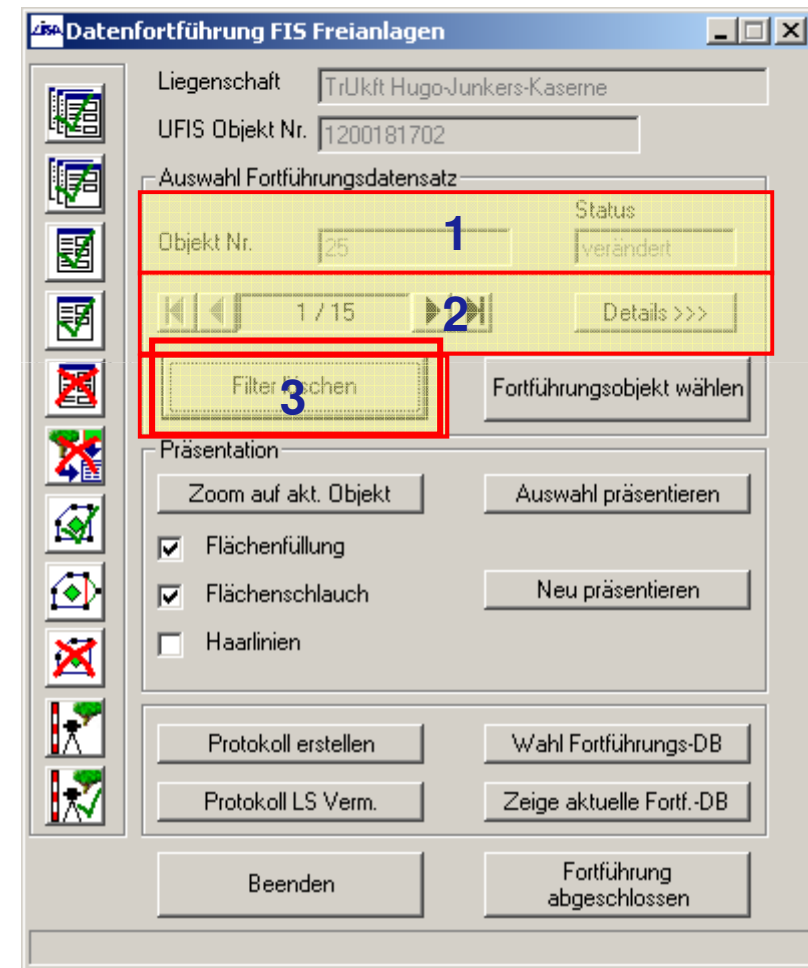 LISA Datenfortführung FIS Freianlagen
Liegenschaft TrUkft Hugo-Junkers-Kaserne
UFIS Objekt Nr. 1200181702
Auswahl Fortführungsdatensatz
Status
Objekt Nr. 25 1 verändert
1 / 15 2 Details >>>
Filter löschen 3 Fortführungsobjekt wählen
Präsentation
Zoom auf akt. Objekt Auswahl präsentieren
Flächenfüllung
Flächenschlauch Neu präsentieren
Haarlinien
Protokoll erstellen Wahl Fortführungs-DB
Protokoll LS Verm. Zeige aktuelle Fortf.-DB
Beenden Fortführung
abgeschlossen